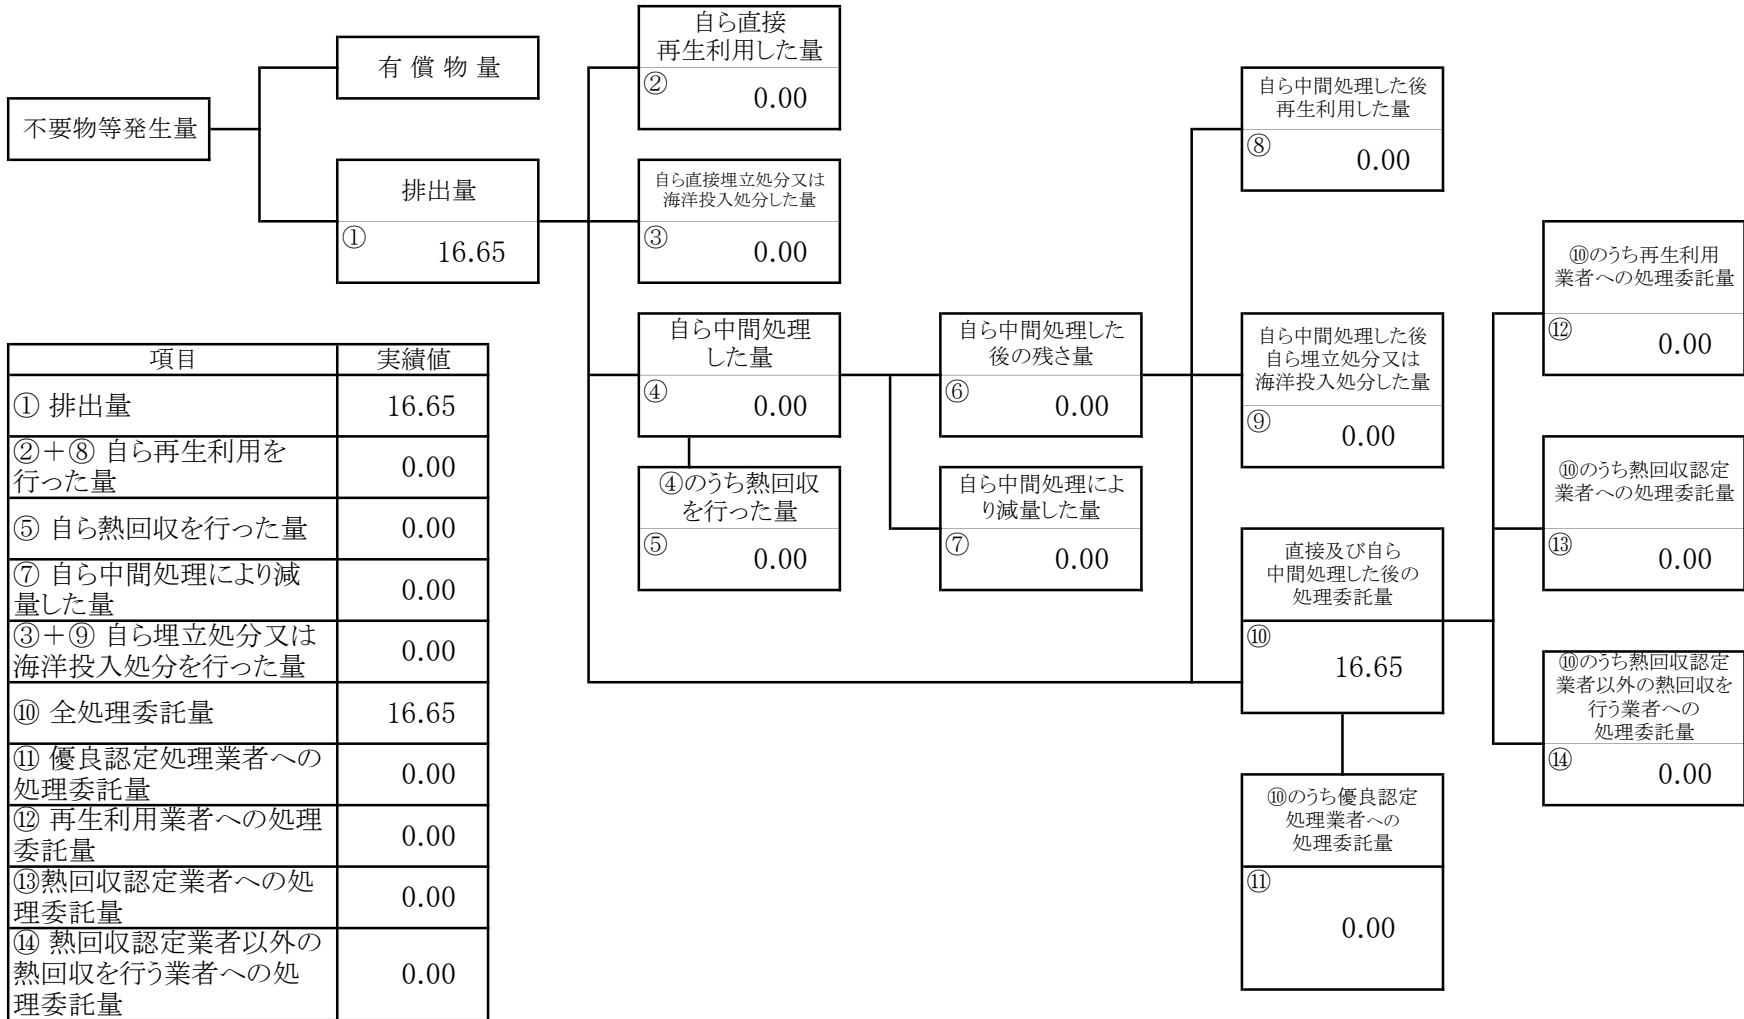 不要物等発生量
有 償 物 量
排出量
①
16.65
自ら直接
再生利用した量
②
0.00
自ら直接埋立処分又は
海洋投入処分した量
③
0.00
自ら中間処理
した量
④
0.00
④のうち熱回収
を行った量
⑤
0.00
自ら中間処理した
後の残さ量
⑥
0.00
自ら中間処理によ
り減量した量
⑦
0.00
自ら中間処理した後
再生利用した量
⑧
0.00
自ら中間処理した後
自ら埋立処分又は
海洋投入処分した量
⑨
0.00
直接及び自ら
中間処理した後の
処理委託量
⑩
16.65
⑩のうち優良認定
処理業者への
処理委託量
⑪
0.00
⑩のうち再生利用
業者への処理委託量
⑫
0.00
⑩のうち熱回収認定
業者への処理委託量
⑬
0.00
⑩のうち熱回収認定
業者以外の熱回収を
行う業者への
処理委託量
⑭
0.00
項目 実績値
① 排出量 16.65
②＋⑧ 自ら再生利用を
行った量
0.00
⑤ 自ら熱回収を行った量 0.00
⑦ 自ら中間処理により減
量した量
0.00
③＋⑨ 自ら埋立処分又は
海洋投入処分を行った量
0.00
⑩ 全処理委託量 16.65
⑪ 優良認定処理業者への
処理委託量
0.00
⑫ 再生利用業者への処理
委託量
0.00
⑬熱回収認定業者への処
理委託量
0.00
⑭ 熱回収認定業者以外の
熱回収を行う業者への処
理委託量
0.00